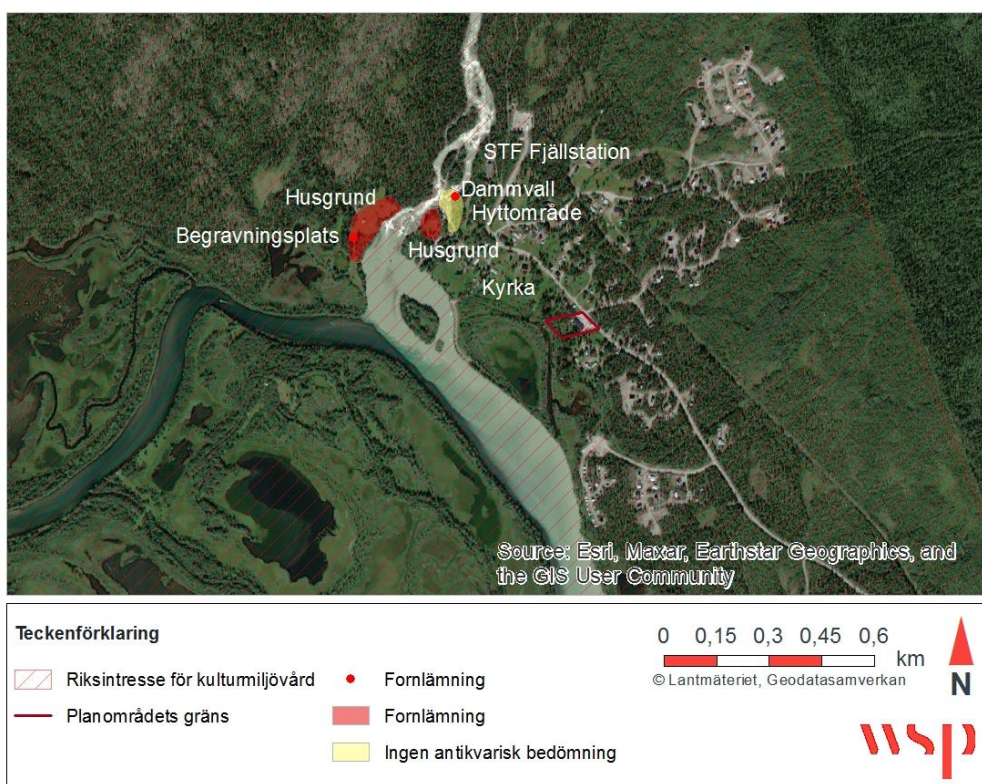 STF Fjällstation
Dammvall
Husgrund
Hyttområde
Begravningsplats
Husgrund
Kyrka
Source: Esri, Maxar, Earthstar Geographics, and
the GIS User Community
Teckenförklaring
Riksintresse för kulturmiljövård
Planområdets gräns
Fornlämning
Fornlämning
Ingen antikvarisk bedömning
0 0,15 0,3 0,45 0,6
km
© Lantmäteriet, Geodatasamverkan
N
wsp